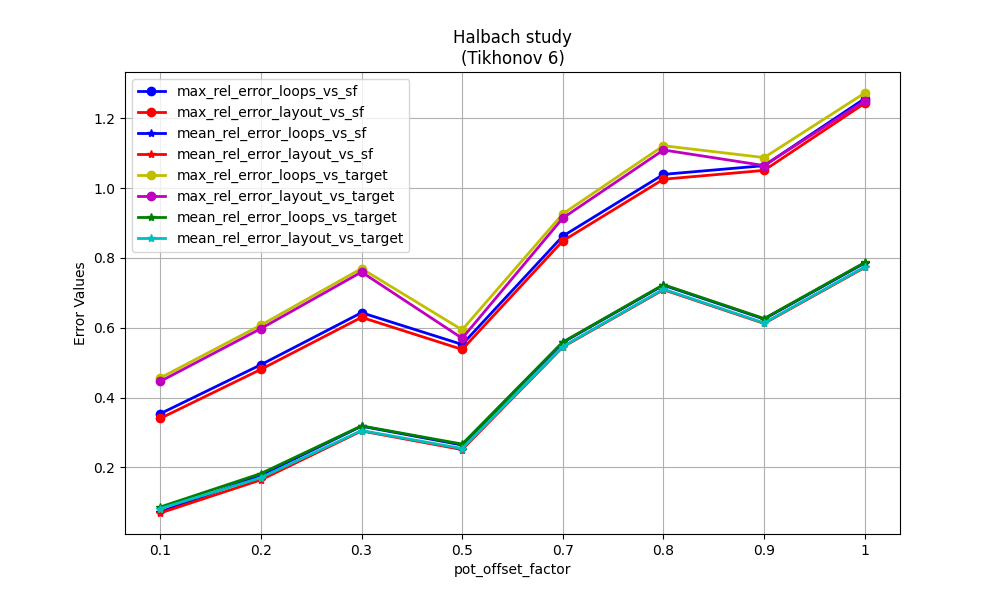 Halbach study
(Tikhonov 6)
max_rel_error_loops_vs_sf
max_rel_error_layout_vs_sf
mean_rel_error_loops_vs_sf
mean_rel_error_layout_vs_sf
max_rel_error_loops_vs_target
max_rel_error_layout_vs_target
mean_rel_error_loops_vs_target
mean_rel_error_layout_vs_target
Error Values
1.2
1.0
0.8
0.6
0.4
0.2
0.1 0.2 0.3 0.5 0.7 0.8 0.9 1
pot_offset_factor